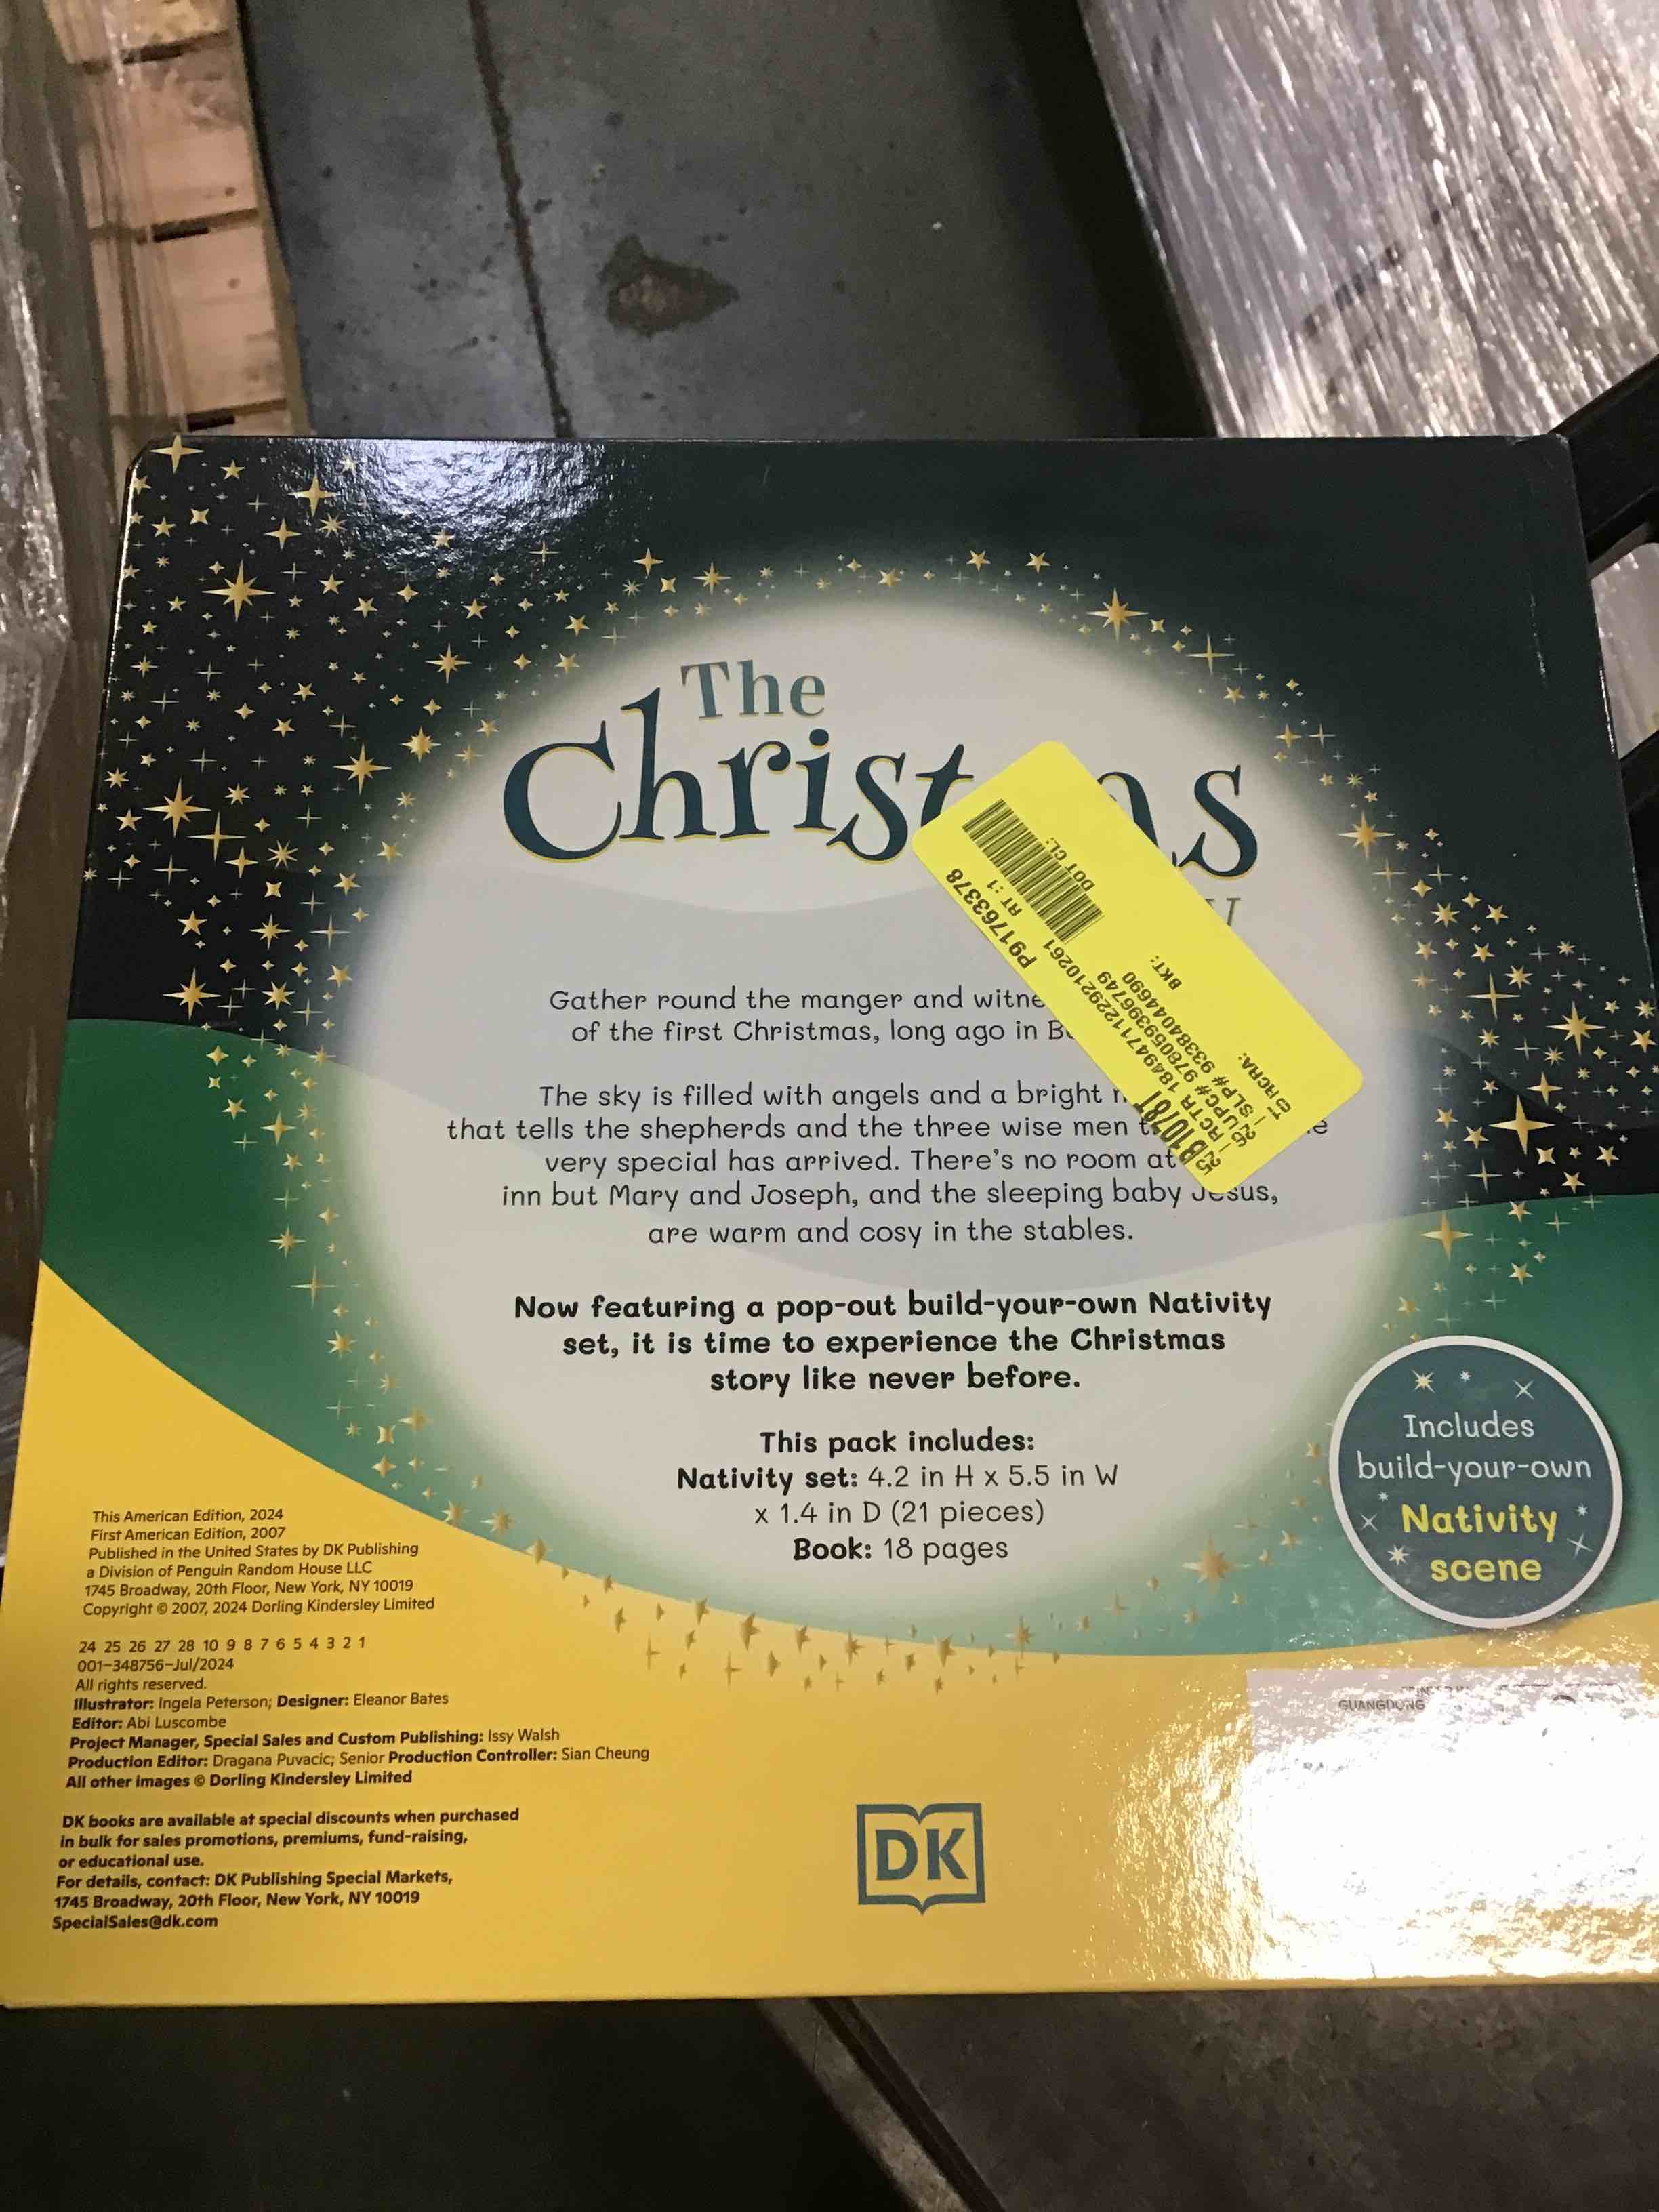 The
Christ as
Gather round the manger and witne
of the first Christmas, long ago in B
The sky is filled with angels and a bright
that tells the shepherds and the three wise men
very special has arrived. There's no room at
inn but Mary and Joseph, and the sleeping baby Jesus,
are warm and cosy in the stables.
Now featuring a pop-out build-your-own Nativity
set, it is time to experience the Christmas
story like never before.
This pack includes:
Nativity set: 4.2 in H x 5.5 in W
x 1.4 in D (21 pieces)
Book: 18 pages
Includes
build-your-own
Nativity
scene
P9176338
AT :1
DOT CL:
BKT:
HCRA:
This American Edition, 2024
First American Edition, 2007
Published in the United States by DK Publishing
a Division of Penguin Random House LLC
1745 Broadway, 20th Floor, New York, NY 10019
Copyright © 2007, 2024 Dorling Kindersley Limited
24 25 26 27 28 10 9 8 7 6 5 4 3 2 1
001–348756–Jul/2024
All rights reserved.
Illustrator: Ingela Peterson; Designer: Eleanor Bates
Editor: Abi Luscombe
Project Manager, Special Sales and Custom Publishing: Issy Walsh
Production Editor: Dragana Puvacic; Senior Production Controller: Sian Cheung
All other images © Dorling Kindersley Limited
DK books are available at special discounts when purchased
in bulk for sales promotions, premiums, fund-raising,
or educational use.
For details, contact: DK Publishing Special Markets,
1745 Broadway, 20th Floor, New York, NY 10019
SpecialSales@dk.com
DK
GUANGDONG